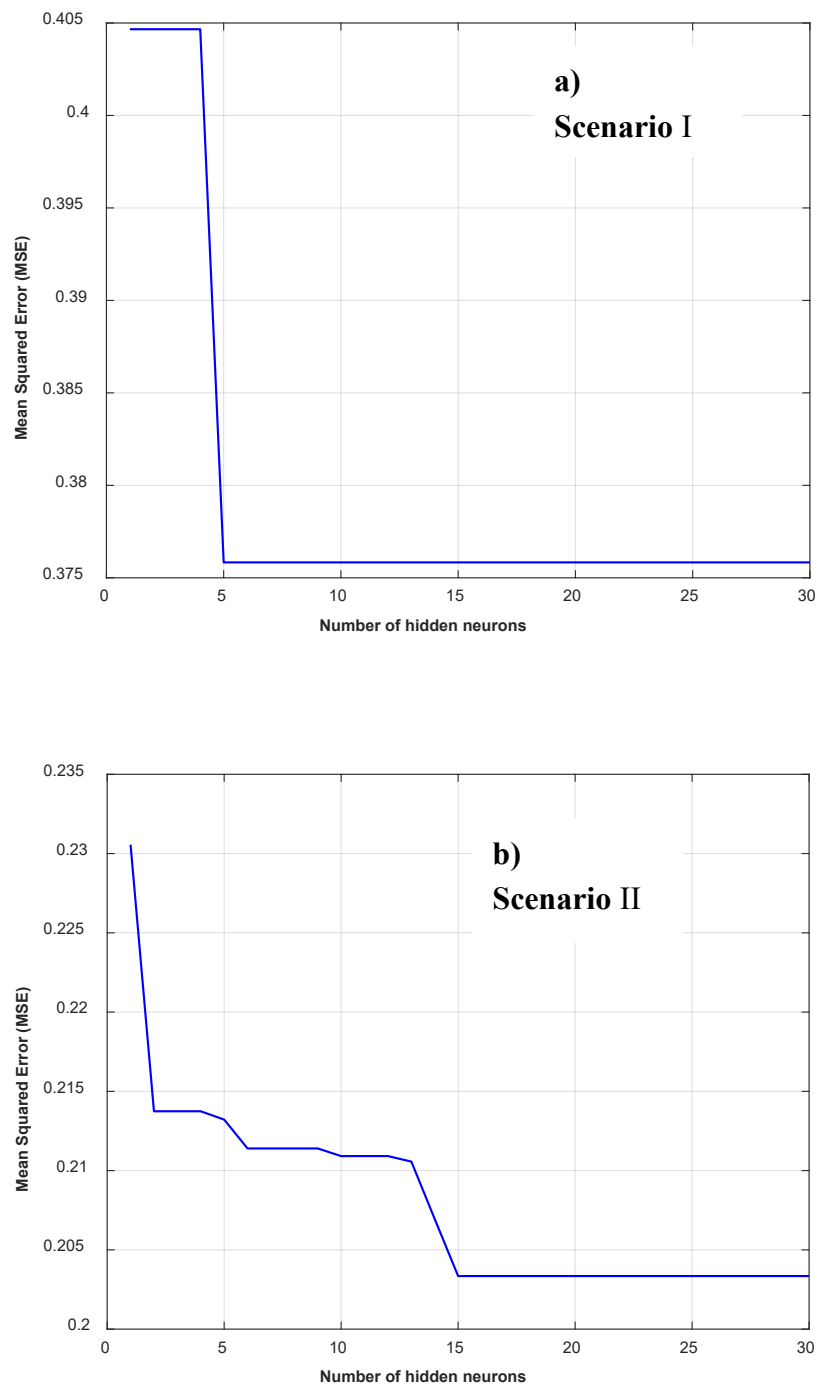 0.405
a)
0.4
Scenario I
0.395
0.39
0.385
0.38
0.375
Mean Squared Error (MSE)
0 5 10 15 20 25 30
Number of hidden neurons
0.235
0.23
b)
Scenario II
0.225
0.22
0.215
0.21
0.205
0.2
Mean Squared Error (MSE)
0 5 10 15 20 25 30
Number of hidden neurons